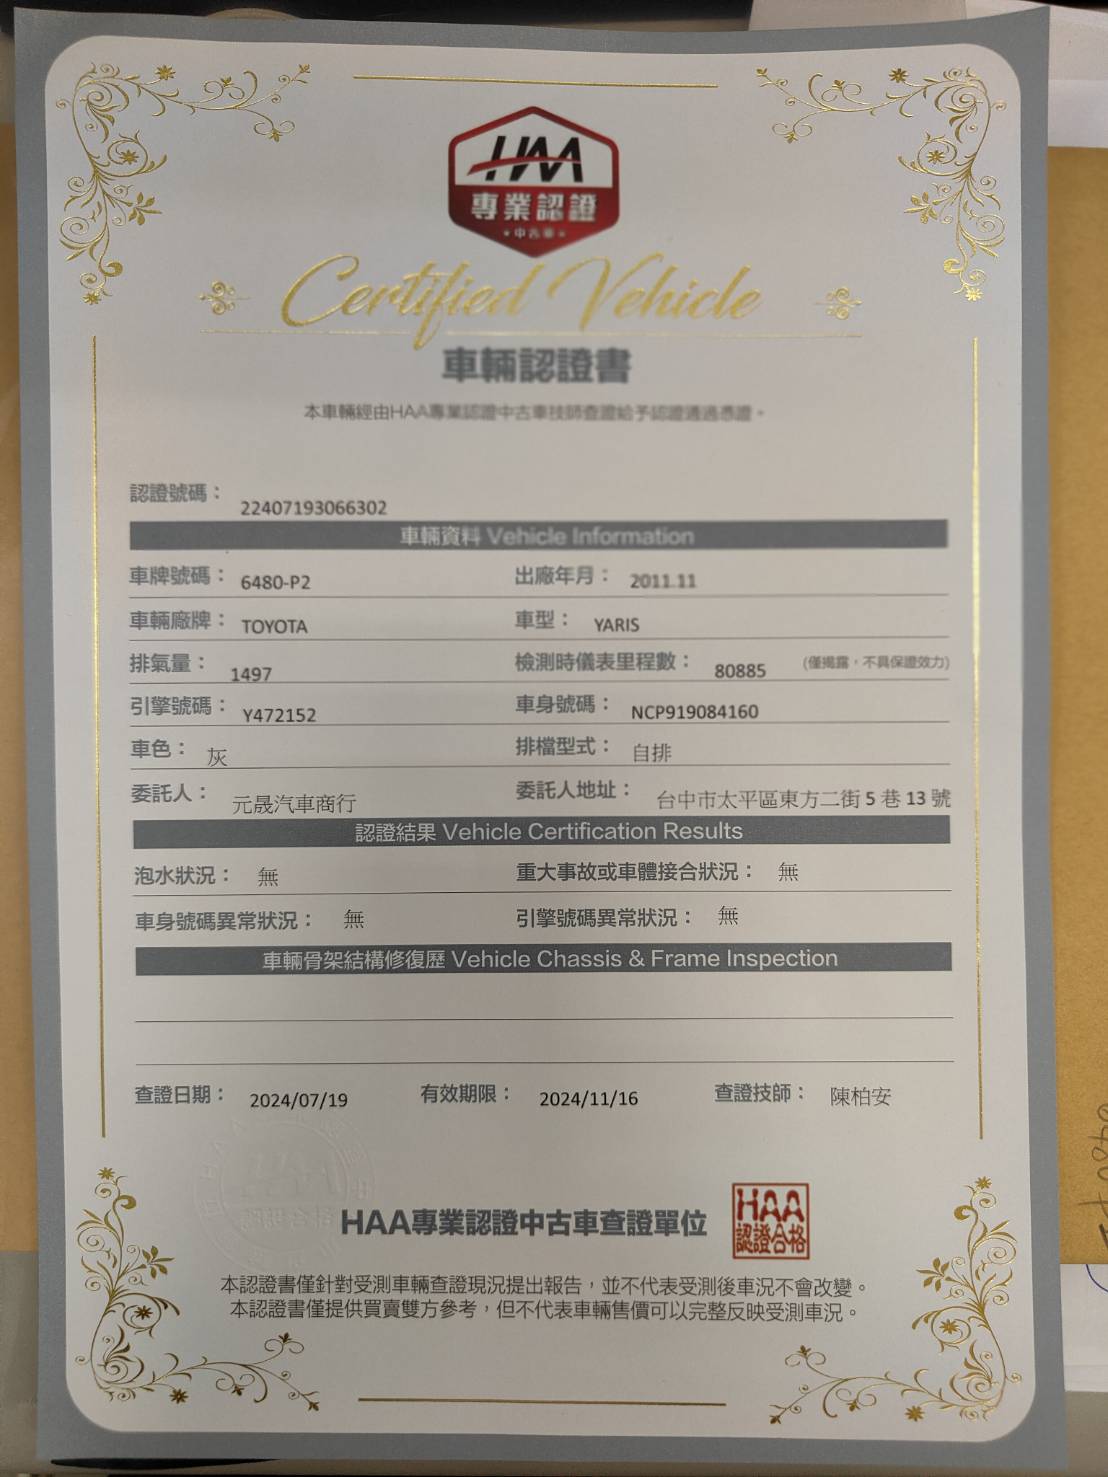 HAA
專業認證
★中古車★
Certified Vehicle
車輛認證書
本車輛經由HAA專業認證中古車技師查證給予認證通過憑證。
認證號碼： 22407193066302
車輛資料 Vehicle Information
車牌號碼： 6480-P2 出廠年月： 2011.11
車輛廠牌： TOYOTA 車型： YARIS
排氣量： 1497 檢測時儀表里程數： 80885 (僅揭露，不具保證效力)
引擎號碼： Y472152 車身號碼： NCP919084160
車色： 灰 排檔型式： 自排
委託人： 元晟汽車商行 委託人地址： 台中市太平區東方二街 5 巷 13 號
認證結果 Vehicle Certification Results
泡水狀況： 無 重大事故或車體接合狀況： 無
車身號碼異常狀況： 無 引擎號碼異常狀況： 無
車輛骨架結構修復歷 Vehicle Chassis & Frame Inspection
查證日期： 2024/07/19 有效期限： 2024/11/16 查證技師： 陳柏安
HAA
HAA專業認證中古車查證單位
HAA
認證合格
本認證書僅針對受測車輛查證現況提出報告，並不代表受測後車況不會改變。
本認證書僅提供買賣雙方參考，但不代表車輛售價可以完整反映受測車況。